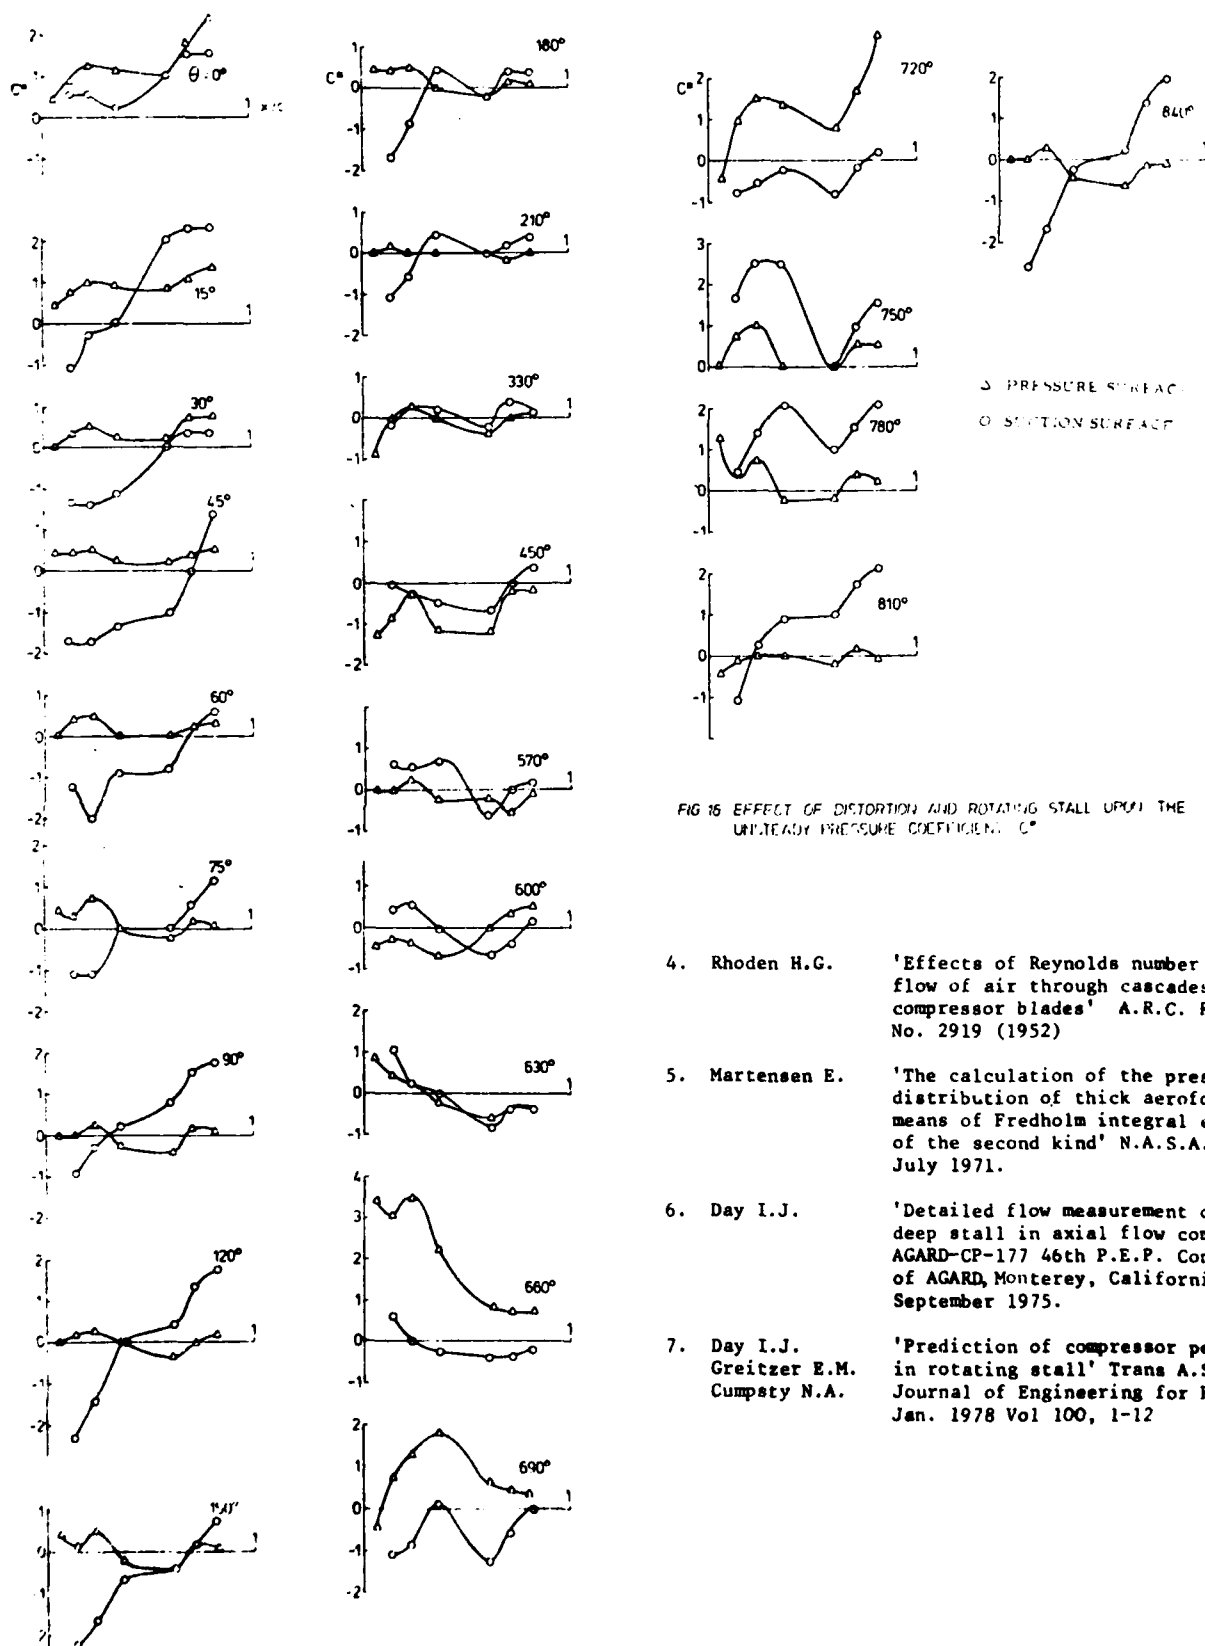 C*
θ=0°
15°
30°
45°
60°
75°
90°
120°
150°
C*
180°
210°
330°
450°
570°
600°
630°
660°
690°
C*
720°
750°
780°
810°
840°
Δ PRESSURE SURFAC
O SUCTION SURFACE
FIG 16 EFFECT OF DISTORTION AND ROTATING STALL UPON THE
UNSTEADY PRESSURE COEFFICIENT C*
4. Rhoden H.G. 'Effects of Reynolds number
flow of air through cascades
compressor blades' A.R.C.
No. 2919 (1952)
5. Martensen E. 'The calculation of the pres
distribution of thick aerofo
means of Fredholm integral e
of the second kind' N.A.S.A.
July 1971.
6. Day I.J. 'Detailed flow measurement
deep stall in axial flow com
AGARD-CP-177 46th P.E.P. Con
of AGARD, Monterey, Californi
September 1975.
7. Day I.J. 'Prediction of compressor pe
Greitzer E.M. in rotating stall' Trans A.S
Cumpsty N.A. Journal of Engineering for
Jan. 1978 Vol 100, 1-12